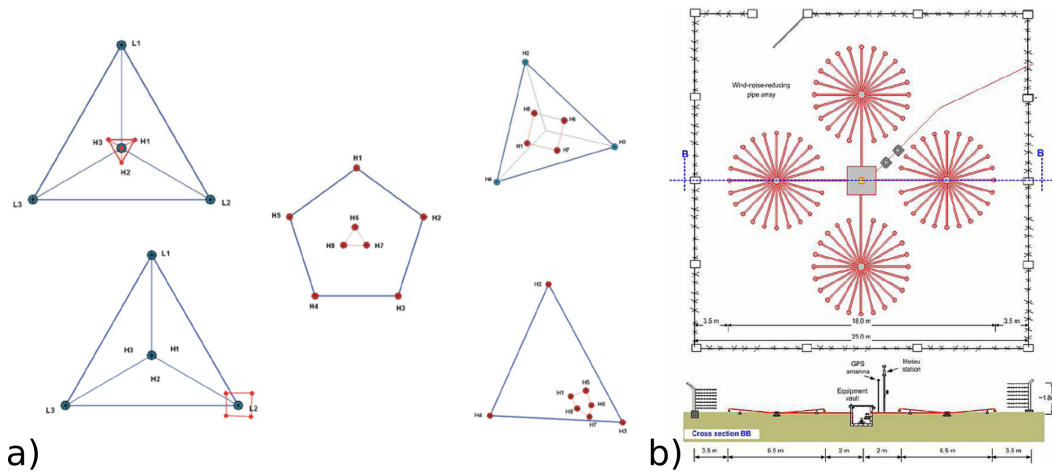 L1
H3 H1
H2
L3
L2
L1
H3
H1
H2
L3
L2
H1
H5
H2
H6
H8
H7
H4
H3
H2
H5
H6
H3
H1
H7
H4
H2
H5
H1
H6
H8
H4
H7
H3
a)
Wind-noise-reducing
pipe array
B
B
3.5 m
18.0 m
3.5 m
25.0 m
GPS
antenna
Meteo
station
Equipment
vault
Cross section BB
3.5 m
6.5 m
2 m
2 m
6.5 m
3.5 m
b)